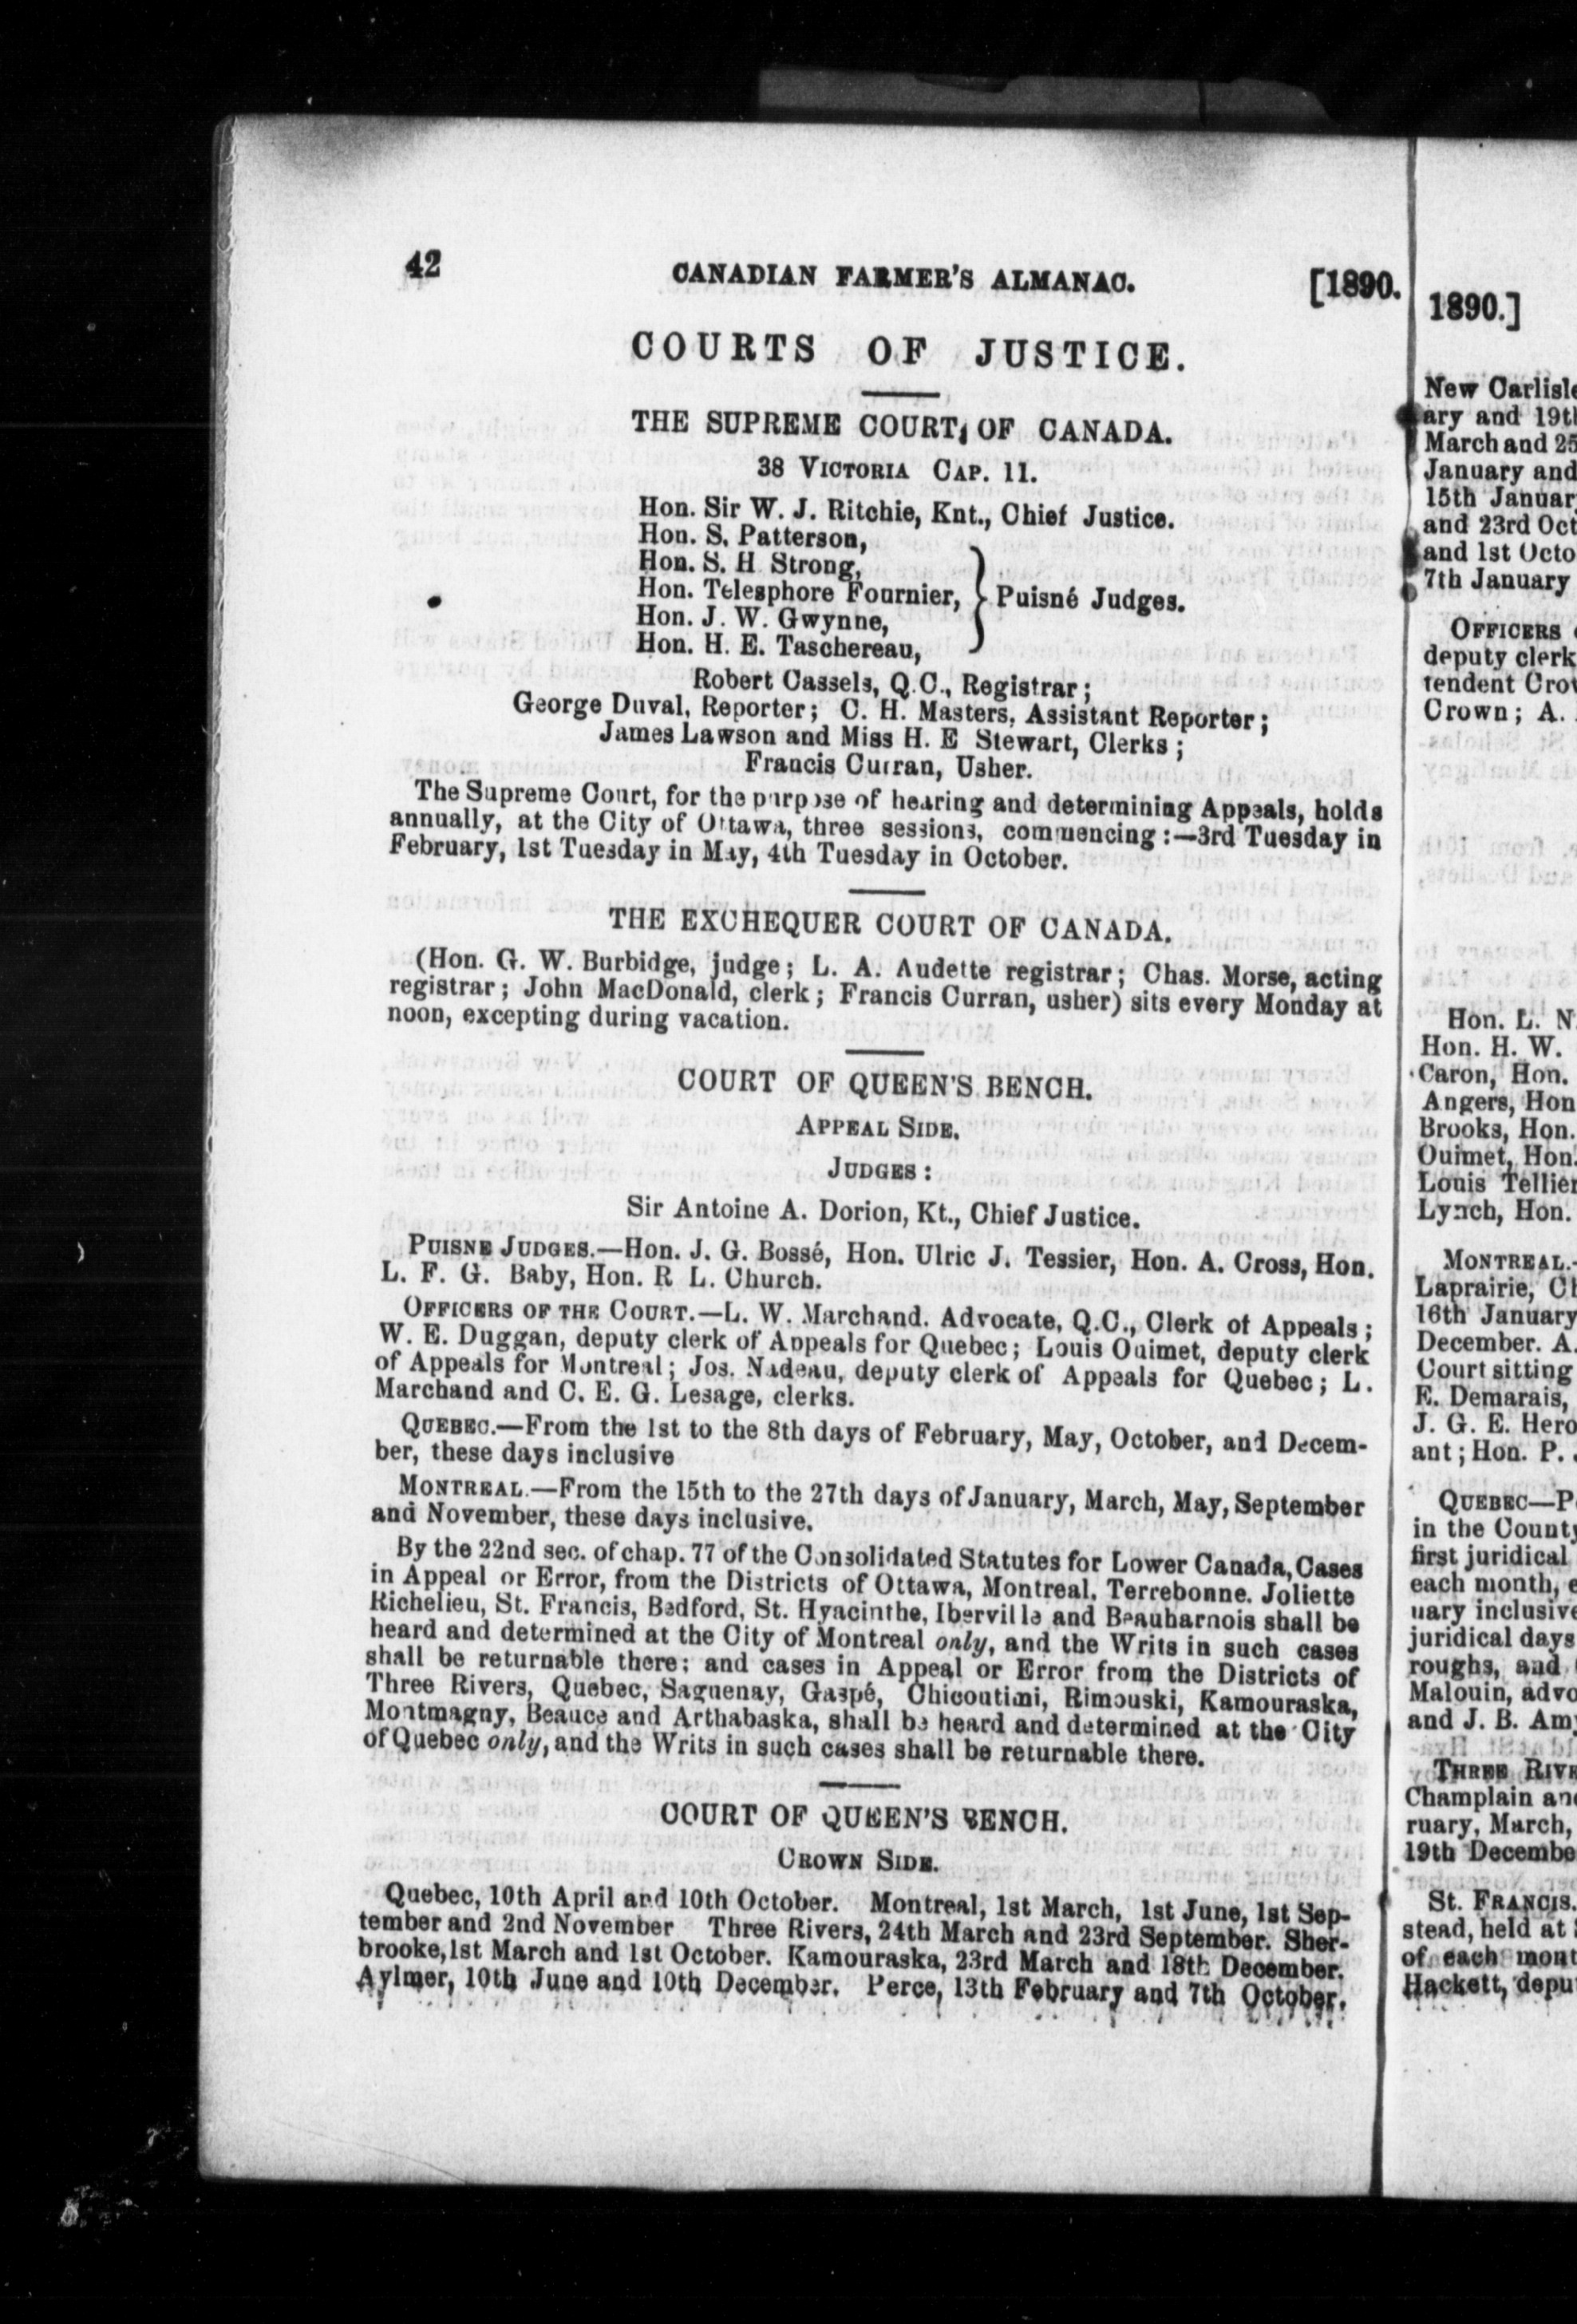 42 CANADIAN FARMER'S ALMANAC. [1890.
COURTS OF JUSTICE.
THE SUPREME COURT OF CANADA.
38 VICTORIA CAP. 11.
Hon. Sir W. J. Ritchie, Knt., Chief Justice.
Hon. S. Patterson,
Hon. S. H Strong,
Hon. Telesphore Fournier, } Puisné Judges.
Hon. J. W. Gwynne,
Hon. H. E. Taschereau,
Robert Cassels, Q.C., Registrar;
George Duval, Reporter; C. H. Masters, Assistant Reporter;
James Lawson and Miss H. E Stewart, Clerks;
Francis Curran, Usher.
The Supreme Court, for the purpose of hearing and determining Appeals, holds
annually, at the City of Ottawa, three sessions, commencing:—3rd Tuesday in
February, 1st Tuesday in May, 4th Tuesday in October.
THE EXCHEQUER COURT OF CANADA.
(Hon. G. W. Burbidge, judge; L. A. Audette registrar; Chas. Morse, acting
registrar; John MacDonald, clerk; Francis Curran, usher) sits every Monday at
noon, excepting during vacation.
COURT OF QUEEN'S BENCH.
APPEAL SIDE.
JUDGES:
Sir Antoine A. Dorion, Kt., Chief Justice.
PUISNE JUDGES.—Hon. J. G. Bossé, Hon. Ulric J. Tessier, Hon. A. Cross, Hon.
L. F. G. Baby, Hon. R L. Church.
OFFICERS OF THE COURT.—L. W. Marchand. Advocate, Q.C., Clerk of Appeals;
W. E. Duggan, deputy clerk of Appeals for Quebec; Louis Ouimet, deputy clerk
of Appeals for Montreal; Jos. Nadeau, deputy clerk of Appeals for Quebec; L.
Marchand and C. E. G. Lesage, clerks.
QUEBEC.—From the 1st to the 8th days of February, May, October, and Decem-
ber, these days inclusive
MONTREAL.—From the 15th to the 27th days of January, March, May, September
and November, these days inclusive.
By the 22nd sec. of chap. 77 of the Consolidated Statutes for Lower Canada, Cases
in Appeal or Error, from the Districts of Ottawa, Montreal, Terrebonne. Joliette
Richelieu, St. Francis, Bedford, St. Hyacinthe, Iberville and Beauharnois shall be
heard and determined at the City of Montreal only, and the Writs in such cases
shall be returnable there; and cases in Appeal or Error from the Districts of
Three Rivers, Quebec, Saguenay, Gaspé, Chicoutimi, Rimouski, Kamouraska,
Montmagny, Beauce and Arthabaska, shall be heard and determined at the City
of Quebec only, and the Writs in such cases shall be returnable there.
COURT OF QUEEN'S BENCH.
CROWN SIDE.
Quebec, 10th April and 10th October. Montreal, 1st March, 1st June, 1st Sep-
tember and 2nd November Three Rivers, 24th March and 23rd September. Sher-
brooke, 1st March and 1st October. Kamouraska, 23rd March and 18th December.
Aylmer, 10th June and 10th December. Perce, 13th February and 7th October.
1890.]
New Carlisle
ary and 19th
March and 25
January and
15th Januar
and 23rd Oct
and 1st Octo
7th January
OFFICERS
deputy clerk
tendent Crow
Crown; A.
Hon. L. N
Hon. H. W.
Caron, Hon.
Angers, Hon
Brooks, Hon.
Ouimet, Hon.
Louis Tellier
Lynch, Hon.
MONTREAL.-
Laprairie, Ch
16th January
December. A.
Court sitting
E. Demarais,
J. G. E. Hero
ant; Hon. P.
QUEBEC—P
in the County
first juridical
each month, e
uary inclusive
juridical days
roughs, and
Malouin, advo
and J. B. Am
THREE RIVE
Champlain and
ruary, March,
19th Decembe
ST. FRANCIS.
stead, held at
of each mont
Hackett, depu